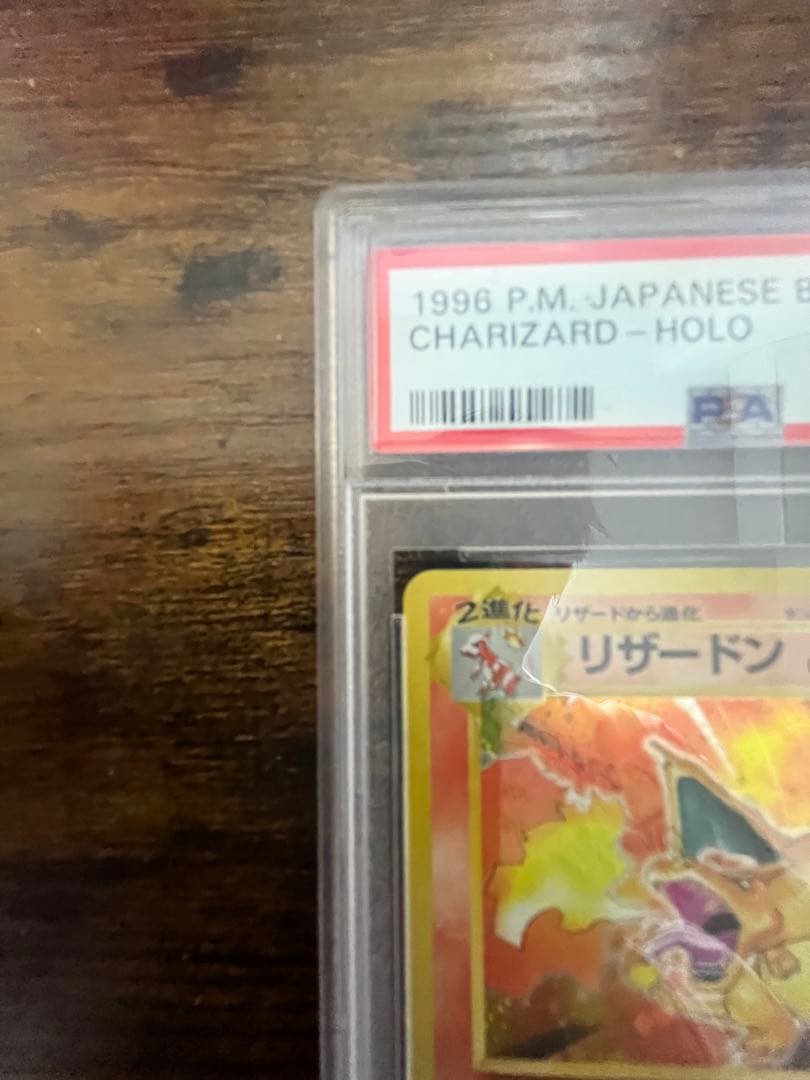 1996 P.M. JAPANESE B
CHARIZARD - HOLO
PSA
2進化 リザードから進化
リザードン